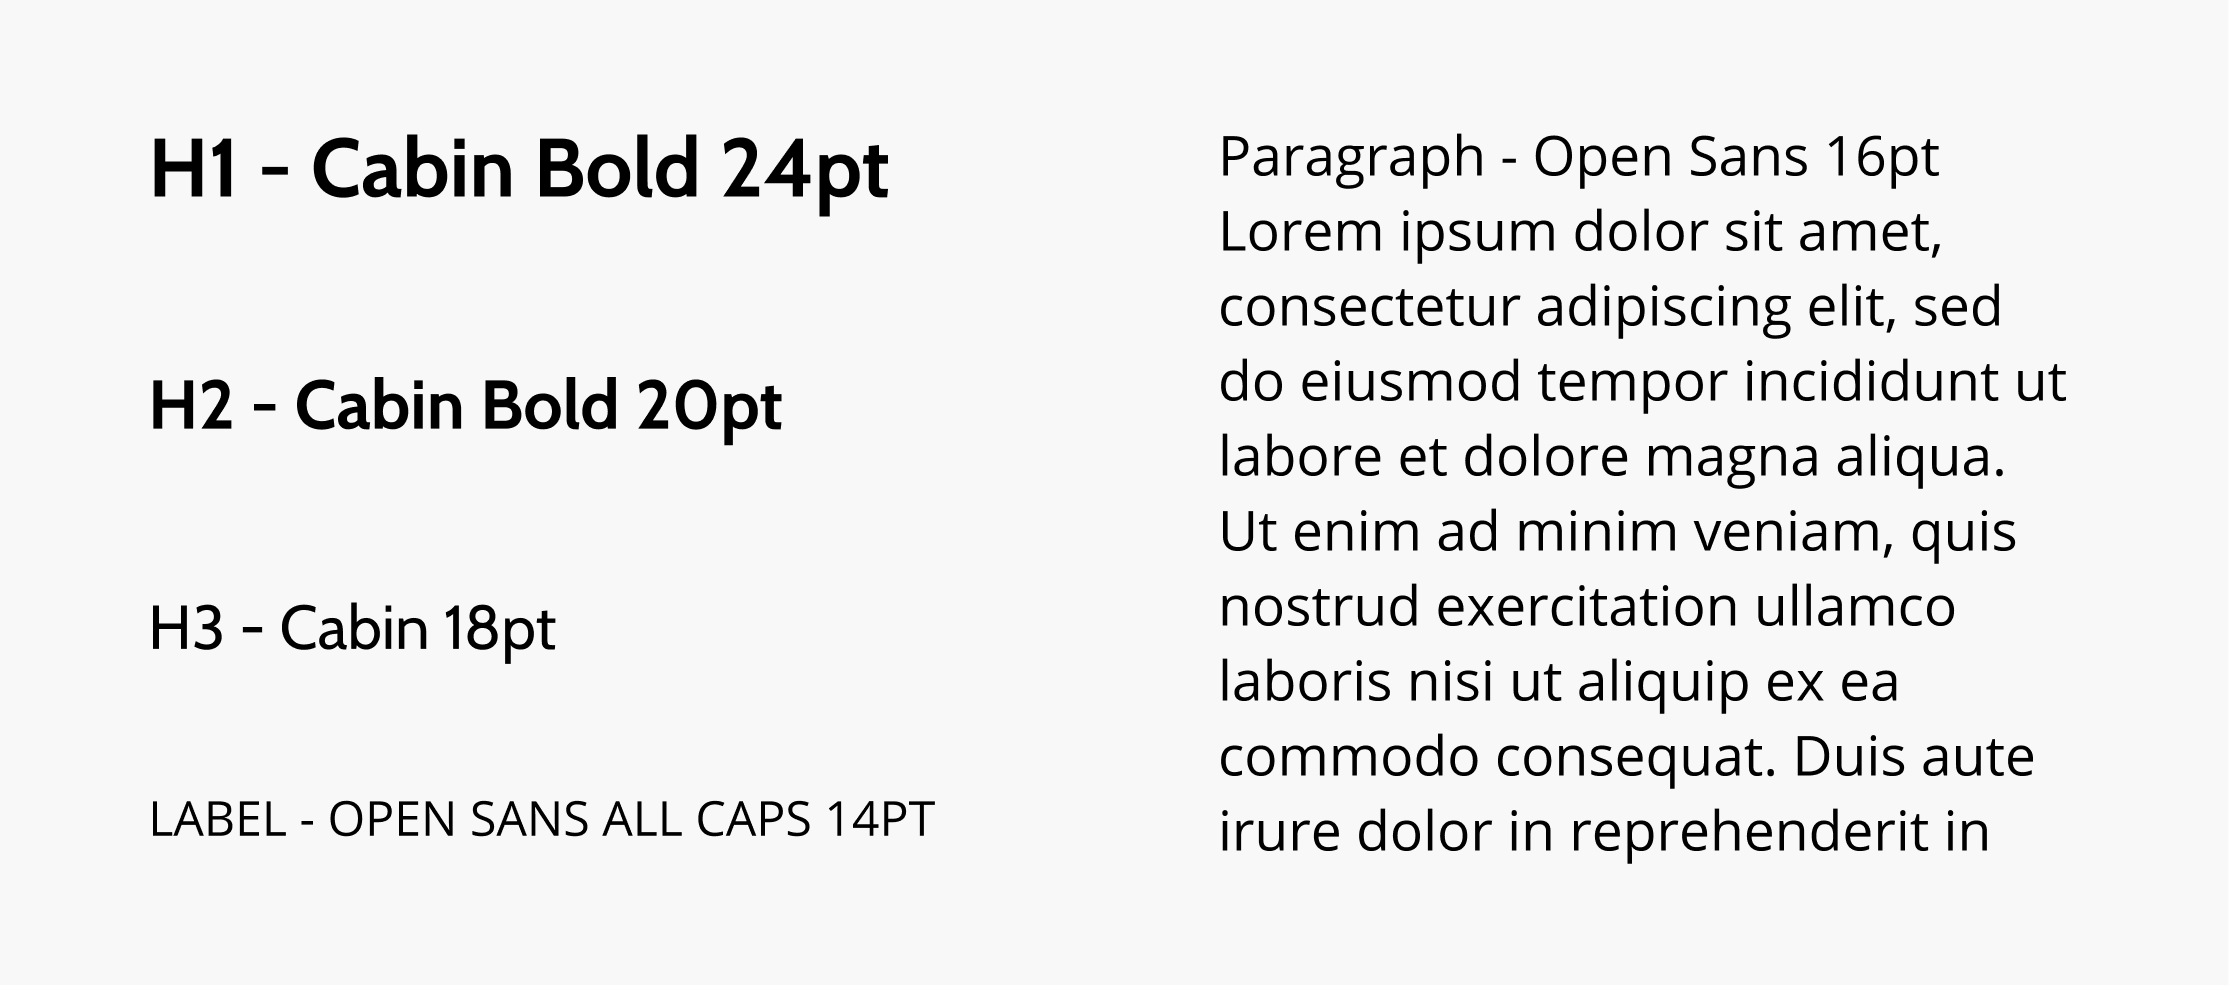 H1 - Cabin Bold 24pt
H2 - Cabin Bold 20pt
H3 - Cabin 18pt
LABEL - OPEN SANS ALL CAPS 14PT
Paragraph - Open Sans 16pt
Lorem ipsum dolor sit amet,
consectetur adipiscing elit, sed
do eiusmod tempor incididunt ut
labore et dolore magna aliqua.
Ut enim ad minim veniam, quis
nostrud exercitation ullamco
laboris nisi ut aliquip ex ea
commodo consequat. Duis aute
irure dolor in reprehenderit in